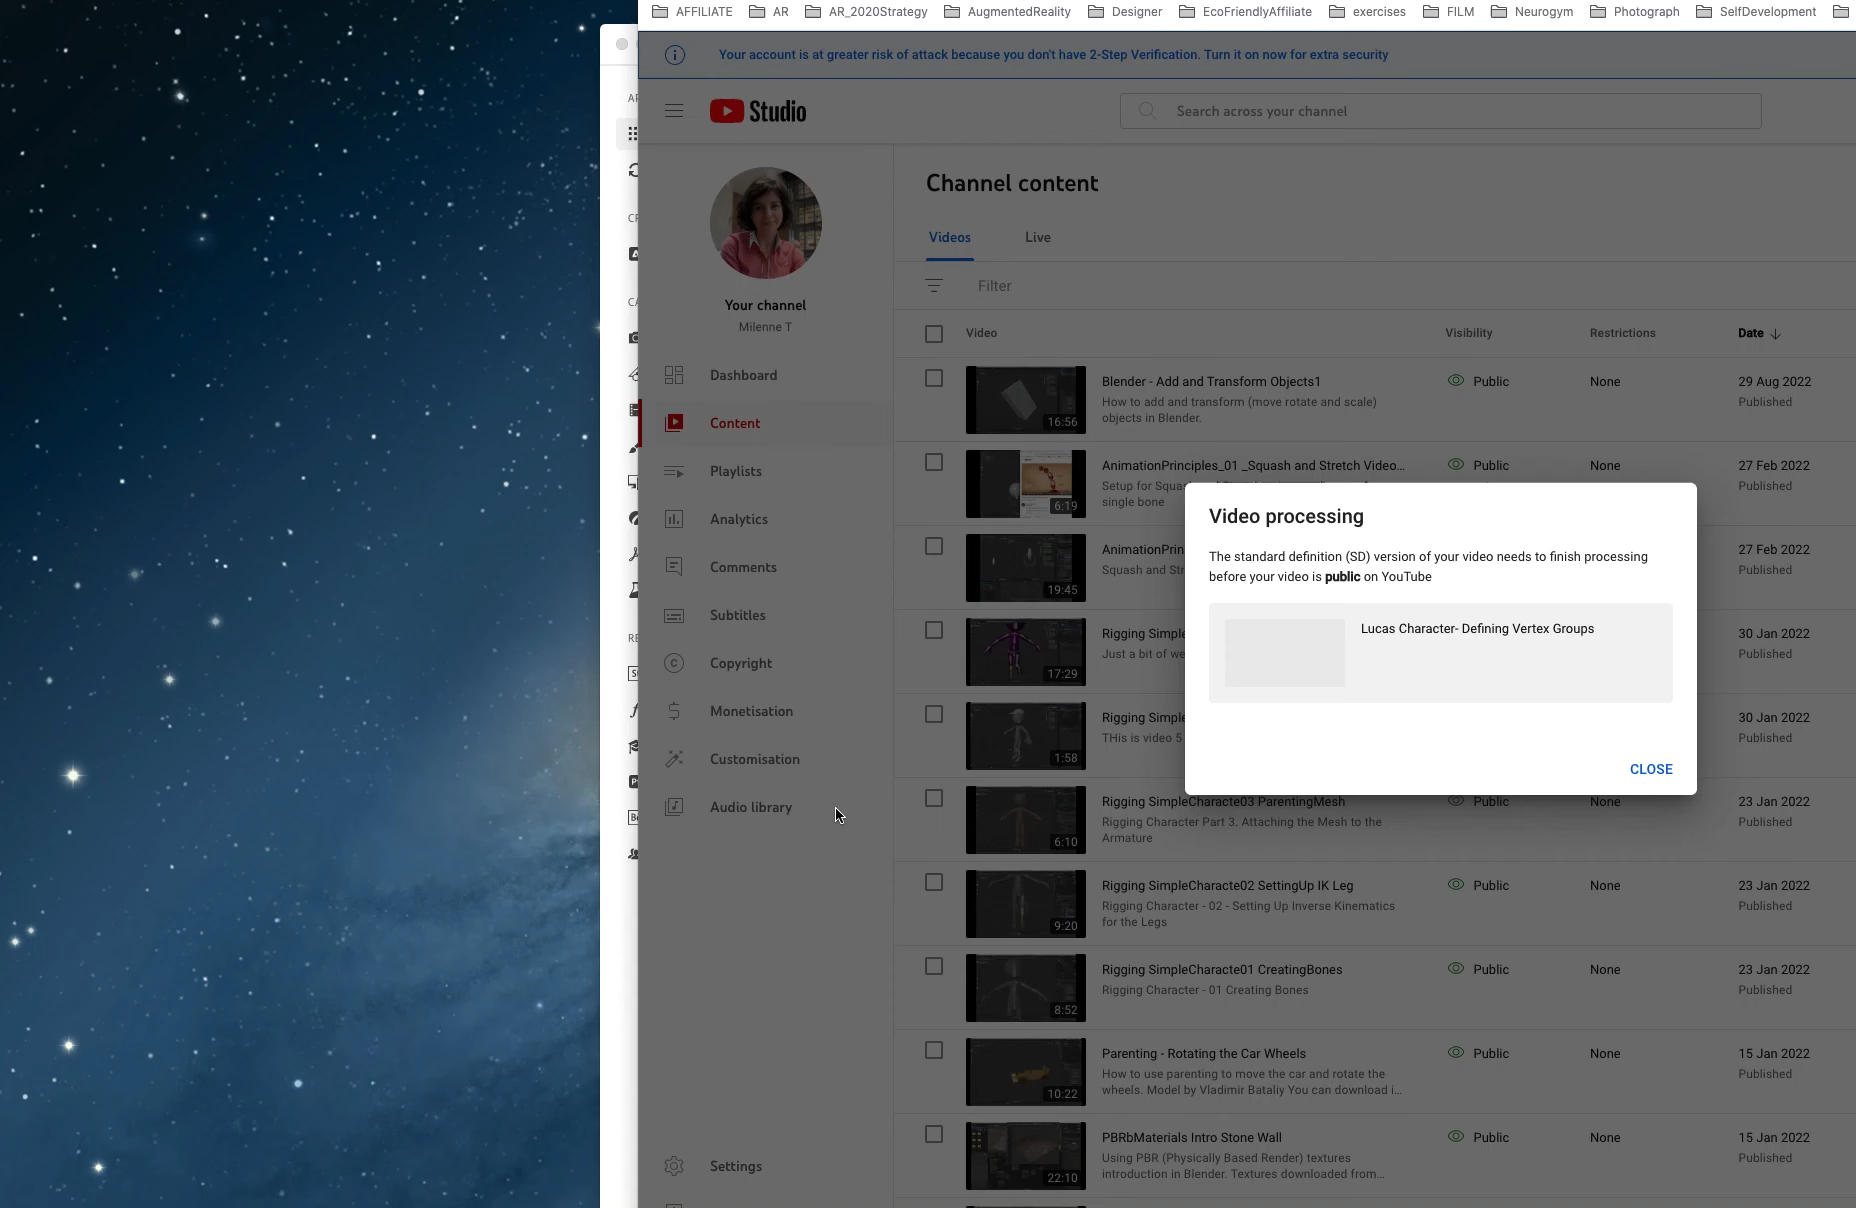 AFFILIATE AR AR_2020Strategy AugmentedReality Designer EcoFriendlyAffiliate exercises FILM Neurogym Photograph SelfDevelopment
Your account is at greater risk of attack because you don't have 2-Step Verification. Turn it on now for extra security
Studio
Search across your channel
Your channel
Milenne T
Dashboard
Content
Playlists
Analytics
Comments
Subtitles
Copyright
Monetisation
Customisation
Audio library
Settings
Channel content
Videos Live
Filter
Video Visibility Restrictions Date
Blender - Add and Transform Objects1 Public None 29 Aug 2022
How to add and transform (move rotate and scale) Published
objects in Blender.
16:56
AnimationPrinciples_01 _Squash and Stretch Video... Public None 27 Feb 2022
Setup for Squas Published
single bone
6:19
AnimationPrin 27 Feb 2022
Squash and Str Published
19:45
Rigging Simple 30 Jan 2022
Just a bit of we Published
17:29
Rigging Simple 30 Jan 2022
THis is video 5 Published
1:58
Rigging SimpleCharacte03 ParentingMesh Public None 23 Jan 2022
Rigging Character Part 3. Attaching the Mesh to the Published
Armature
6:10
Rigging SimpleCharacte02 SettingUp IK Leg Public None 23 Jan 2022
Rigging Character - 02 - Setting Up Inverse Kinematics Published
for the Legs
9:20
Rigging SimpleCharacte01 CreatingBones Public None 23 Jan 2022
Rigging Character - 01 Creating Bones Published
8:52
Parenting - Rotating the Car Wheels Public None 15 Jan 2022
How to use parenting to move the car and rotate the Published
wheels. Model by Vladimir Bataliy You can download i...
10:22
PBRbMaterials Intro Stone Wall Public None 15 Jan 2022
Using PBR (Physically Based Render) textures Published
introduction in Blender. Textures downloaded from...
22:10
Video processing
The standard definition (SD) version of your video needs to finish processing
before your video is public on YouTube
Lucas Character- Defining Vertex Groups
CLOSE